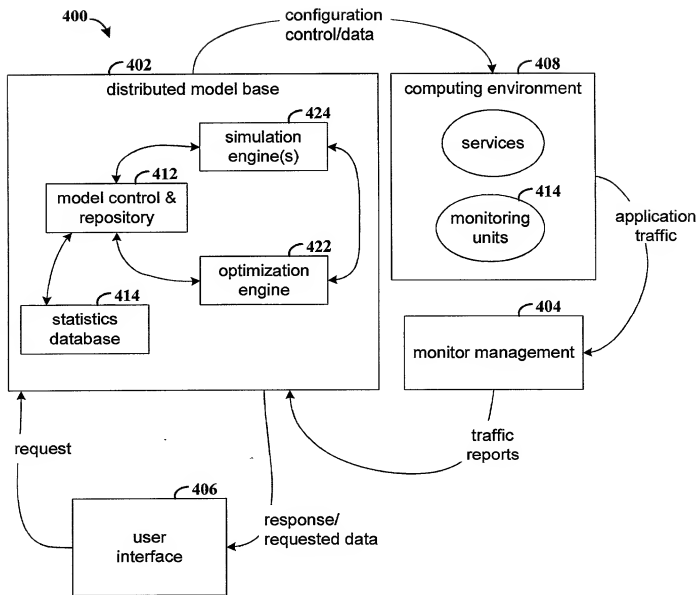 400
configuration
control/data
402
distributed model base
424
simulation
engine(s)
412
model control &
repository
422
optimization
engine
414
statistics
database
408
computing environment
services
414
monitoring
units
application
traffic
404
monitor management
traffic
reports
request
response/
requested data
406
user
interface